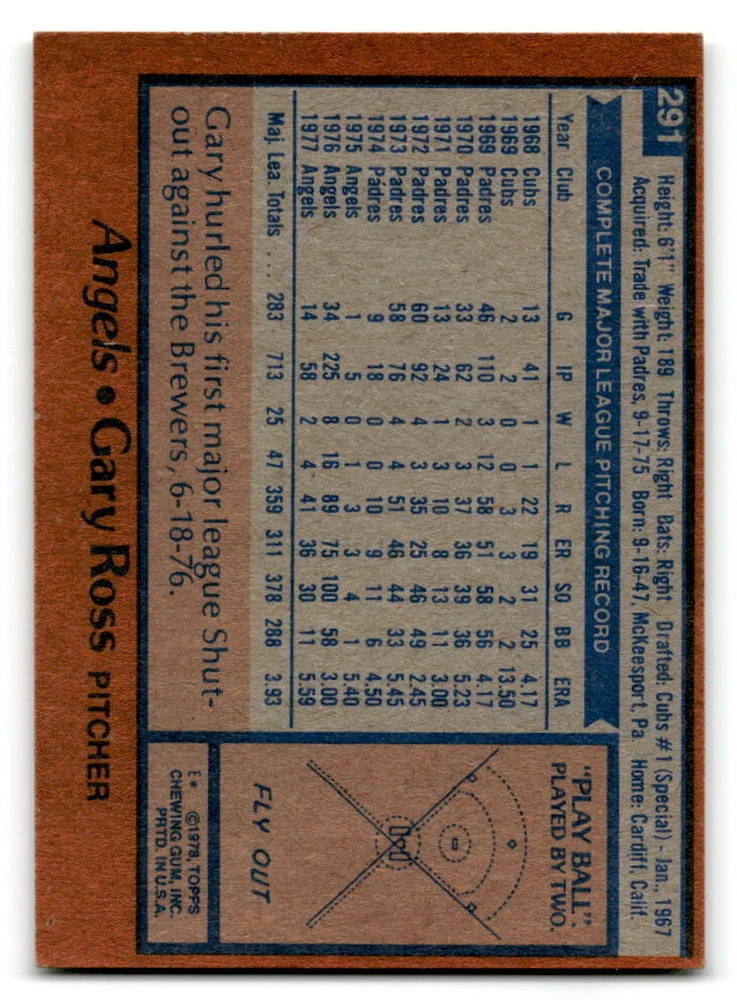 291
Height: 6'1" Weight: 189 Throws: Right Bats: Right Drafted: Cubs #1 (Special) - Jan., 1967
Acquired: Trade with Padres, 9-17-75 Born: 9-16-47, McKeesport, Pa. Home: Cardiff, Calif.
COMPLETE MAJOR LEAGUE PITCHING RECORD
Year Club G IP W L R ER SO BB ERA
1968 Cubs 13 41 1 1 22 19 31 25 4.17
1969 Cubs 2 2 0 0 3 3 2 2 13.50
1969 Padres 46 110 3 12 58 51 58 56 4.17
1970 Padres 33 62 2 3 37 36 39 36 5.23
1971 Padres 13 24 1 3 10 8 13 11 3.00
1972 Padres 60 92 4 3 35 25 46 49 2.45
1973 Padres 58 76 4 4 51 46 44 33 5.45
1974 Padres 9 18 0 0 10 9 11 6 4.50
1975 Angels 1 5 0 1 3 3 4 1 5.40
1976 Angels 34 225 8 16 89 75 100 58 3.00
1977 Angels 14 58 2 4 41 36 30 11 5.59
Maj. Lea. Totals ... 283 713 25 47 359 311 378 288 3.93
Gary hurled his first major league Shut-
out against the Brewers, 6-18-76.
"PLAY BALL"
PLAYED BY TWO.
FLY OUT
E* ©1978, TOPPS
CHEWING GUM, INC.
PRTD. IN U.S.A.
Angels • Gary Ross PITCHER